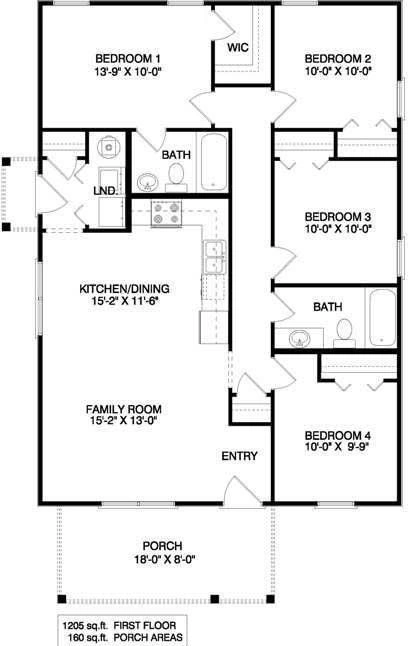 BEDROOM 1
13'-9" X 10'-0"
WIC
BEDROOM 2
10'-0" X 10'-0"
BATH
LND.
BEDROOM 3
10'-0" X 10'-0"
KITCHEN/DINING
15'-2" X 11'-6"
BATH
FAMILY ROOM
15'-2" X 13'-0"
BEDROOM 4
10'-0" X 9'-9"
ENTRY
PORCH
18'-0" X 8'-0"
1205 sq.ft. FIRST FLOOR
160 sq.ft. PORCH AREAS